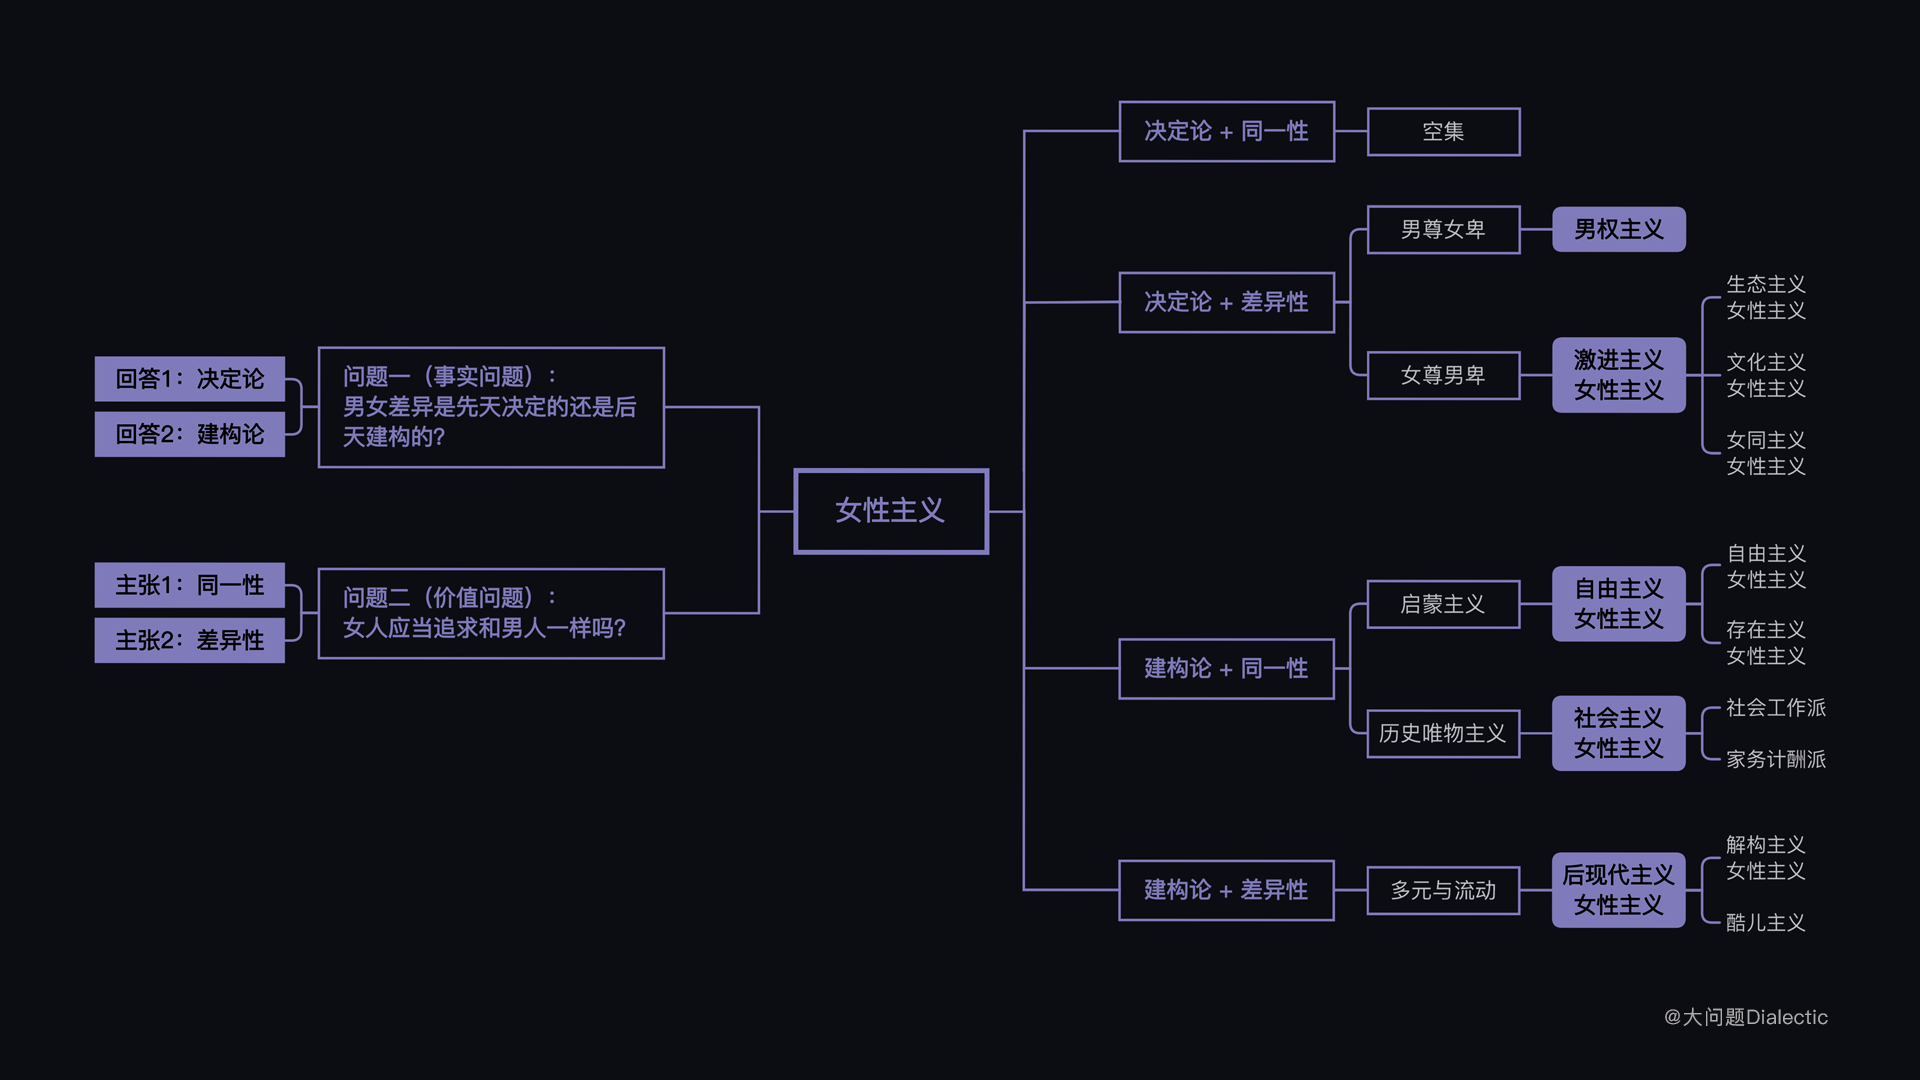 回答1：决定论
回答2：建构论
问题一（事实问题）：
男女差异是先天决定的还是后
天建构的？
主张1：同一性
主张2：差异性
问题二（价值问题）：
女人应当追求和男人一样吗？
女性主义
决定论 + 同一性
空集
决定论 + 差异性
男尊女卑
男权主义
女尊男卑
激进主义
女性主义
生态主义
女性主义
文化主义
女性主义
女同主义
女性主义
建构论 + 同一性
启蒙主义
自由主义
女性主义
自由主义
女性主义
存在主义
女性主义
历史唯物主义
社会主义
女性主义
社会工作派
家务计酬派
建构论 + 差异性
多元与流动
后现代主义
女性主义
解构主义
女性主义
酷儿主义
@大问题Dialectic